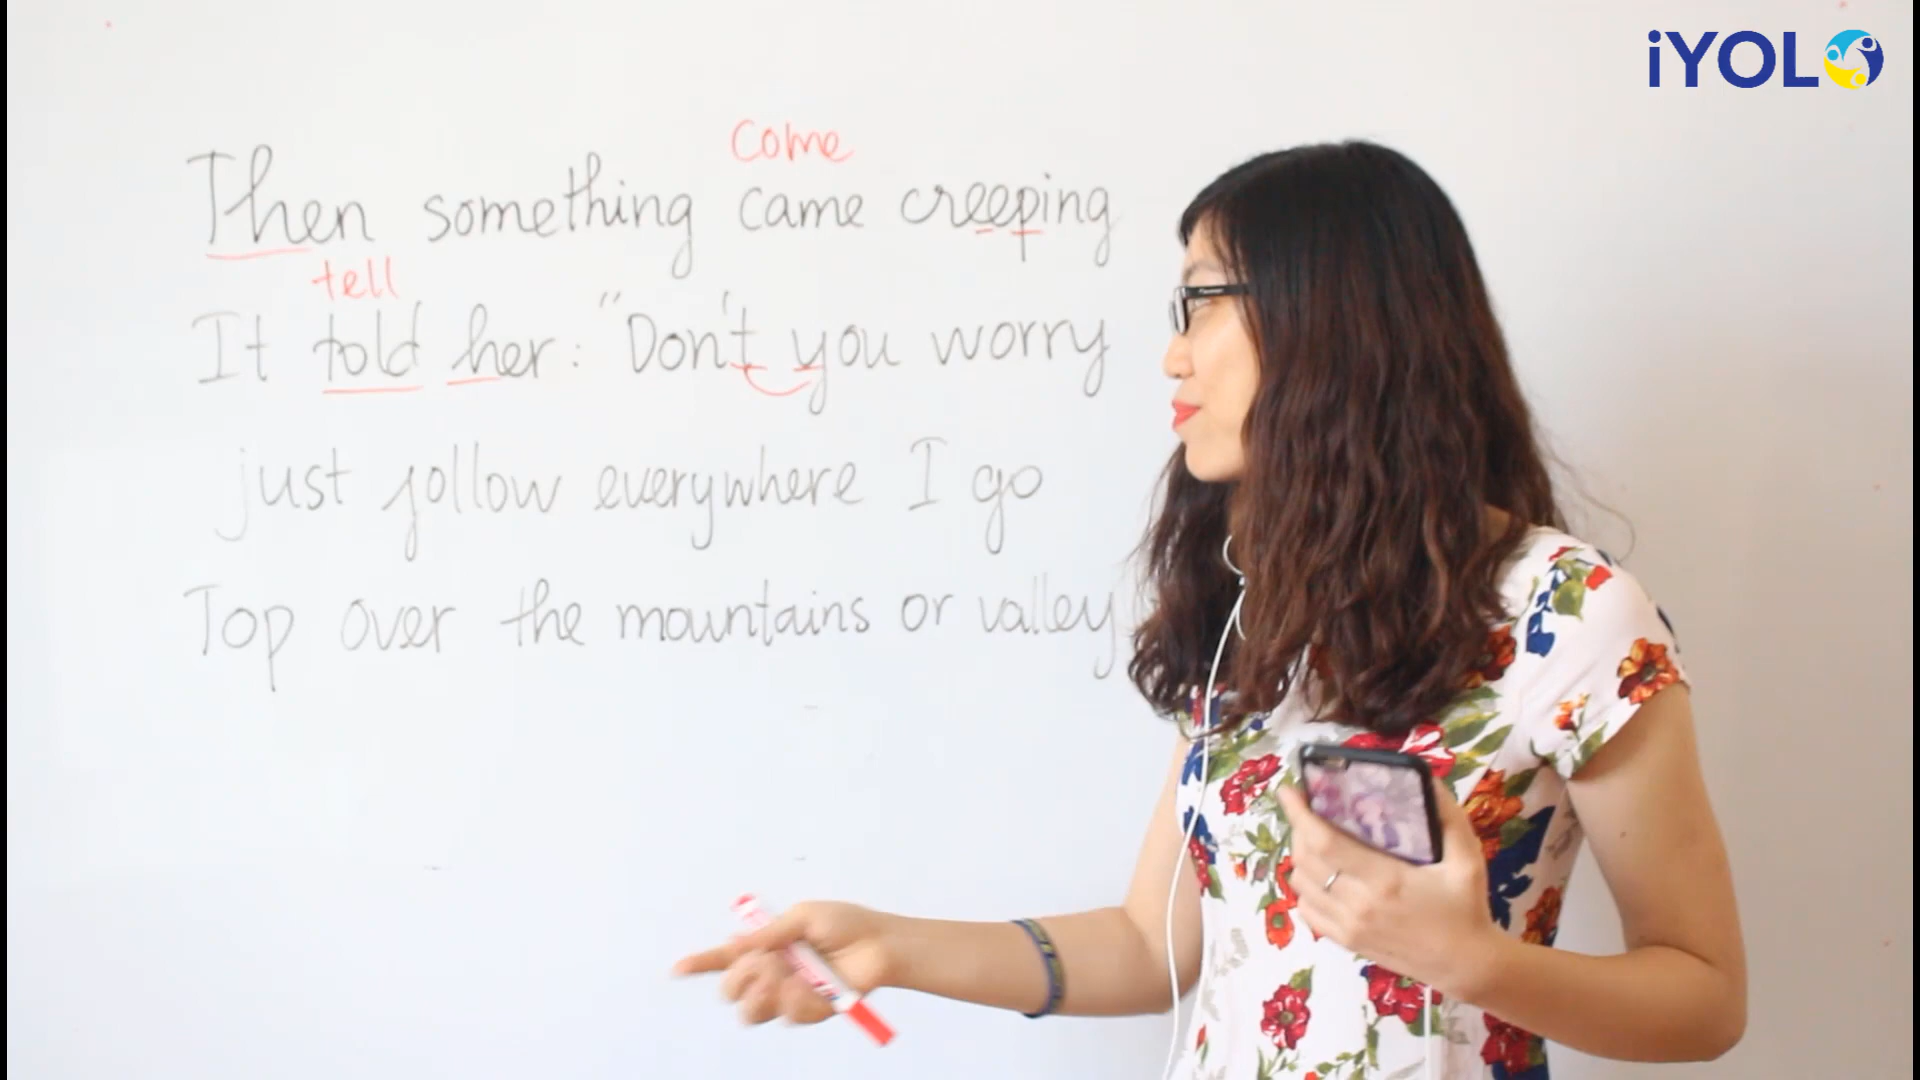 iYOLO
come
Then something came creeping
tell
It told her: "Don't you worry
just follow everywhere I go
Top over the mountains or valley